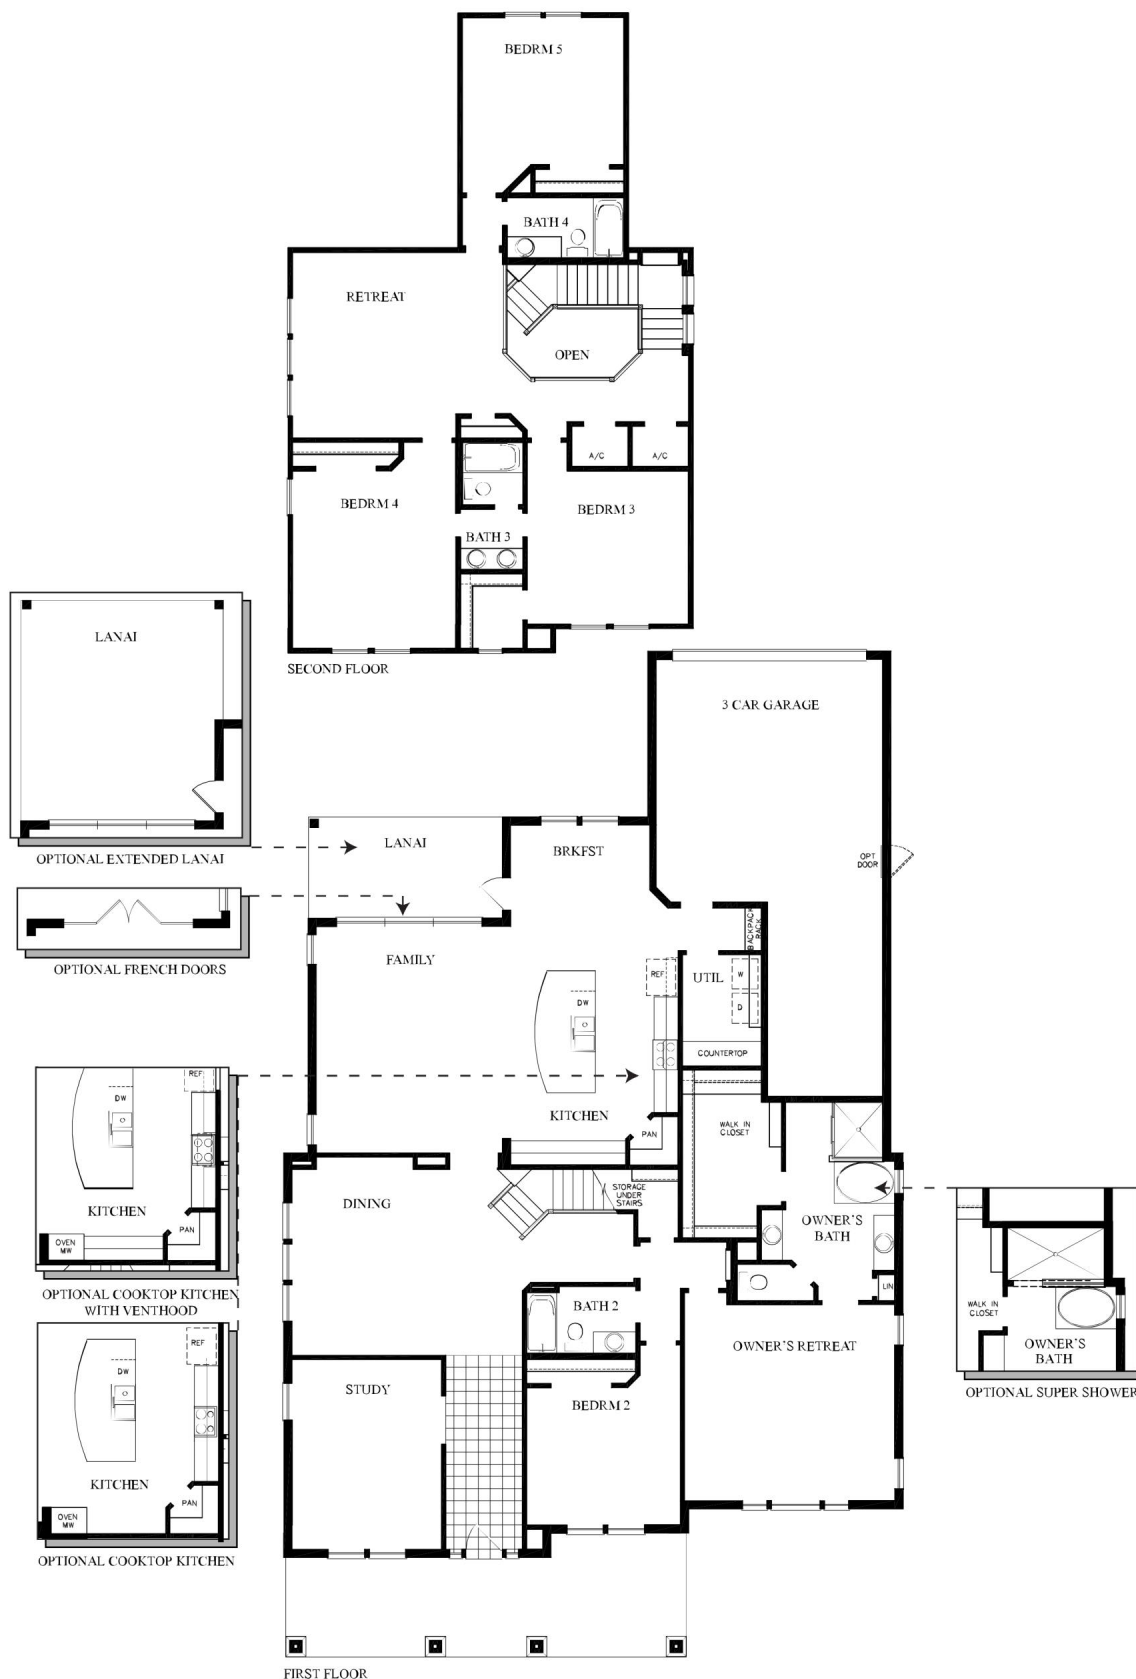 BEDRM 5
BATH 4
RETREAT
OPEN
A/C
A/C
BEDRM 4
BEDRM 3
BATH 3
SECOND FLOOR
LANAI
OPTIONAL EXTENDED LANAI
3 CAR GARAGE
LANAI
BRKFST
OPT
DOOR
OPTIONAL FRENCH DOORS
BACKPACK
RACK
FAMILY
REF
UTIL
W
DW
D
COUNTERTOP
KITCHEN
PAN
WALK IN
CLOSET
REF
DW
KITCHEN
PAN
OVEN
MW
OPTIONAL COOKTOP KITCHEN
WITH VENTHOOD
DINING
STORAGE
UNDER
STAIRS
OWNER'S
BATH
LIN
BATH 2
OWNER'S RETREAT
WALK IN
CLOSET
OWNER'S
BATH
OPTIONAL SUPER SHOWER
REF
DW
KITCHEN
PAN
OVEN
MW
OPTIONAL COOKTOP KITCHEN
STUDY
BEDRM 2
FIRST FLOOR